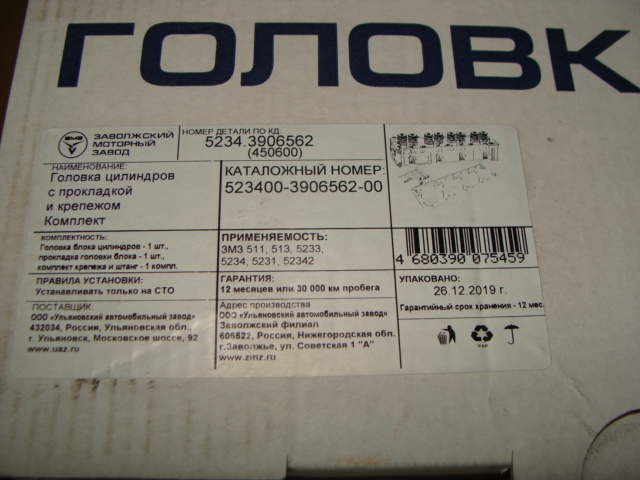 ГОЛОВК
ЗМЗ
ЗАВОЛЖСКИЙ
МОТОРНЫЙ
ЗАВОД
НОМЕР ДЕТАЛИ ПО КД:
5234.3906562
(450600)
НАИМЕНОВАНИЕ:
Головка цилиндров
с прокладкой
и крепежом
Комплект
КАТАЛОЖНЫЙ НОМЕР:
523400-3906562-00
КОМПЛЕКТНОСТЬ:
Головка блока цилиндров - 1 шт.,
прокладка головки блока - 1 шт.,
комплект крепежа и штанг - 1 компл.
ПРИМЕНЯЕМОСТЬ:
ЗМЗ 511, 513, 5233,
5234, 5231, 52342
4 680390 075459
ПРАВИЛА УСТАНОВКИ:
Устанавливать только на СТО
ГАРАНТИЯ:
12 месяцев или 30 000 км пробега
УПАКОВАНО:
26.12.2019 г.
Гарантийный срок хранения - 12 мес.
ПОСТАВЩИК:
ООО «Ульяновский автомобильный завод»
432034, Россия, Ульяновская обл.,
г. Ульяновск, Московское шоссе, 92
www.uaz.ru
Адрес производства
ООО «Ульяновский автомобильный завод»
Заволжский филиал
606522, Россия, Нижегородская обл.
г.Заволжье, ул. Советская 1 "А"
www.zmz.ru